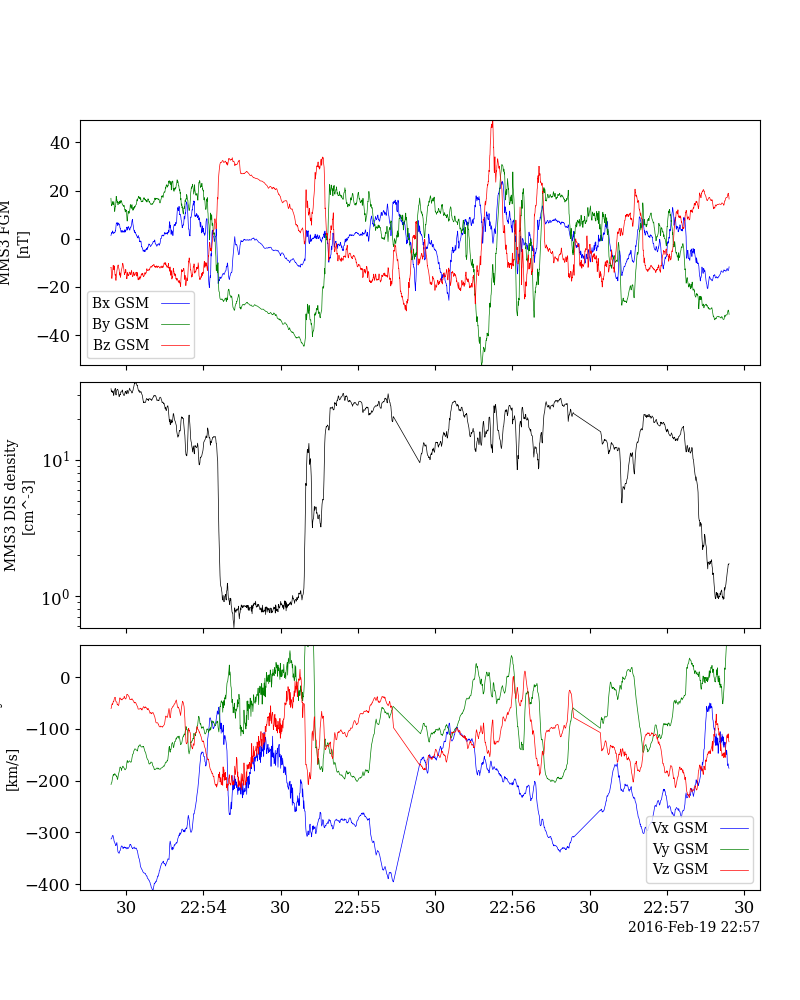 40
20
0
−20
−40
MMS3 FGM
[nT]
Bx GSM
By GSM
Bz GSM
10^1
10^0
MMS3 DIS density
[cm^-3]
0
−100
−200
−300
−400
[km/s]
Vx GSM
Vy GSM
Vz GSM
30 22:54 30 22:55 30 22:56 30 22:57 30
2016-Feb-19 22:57